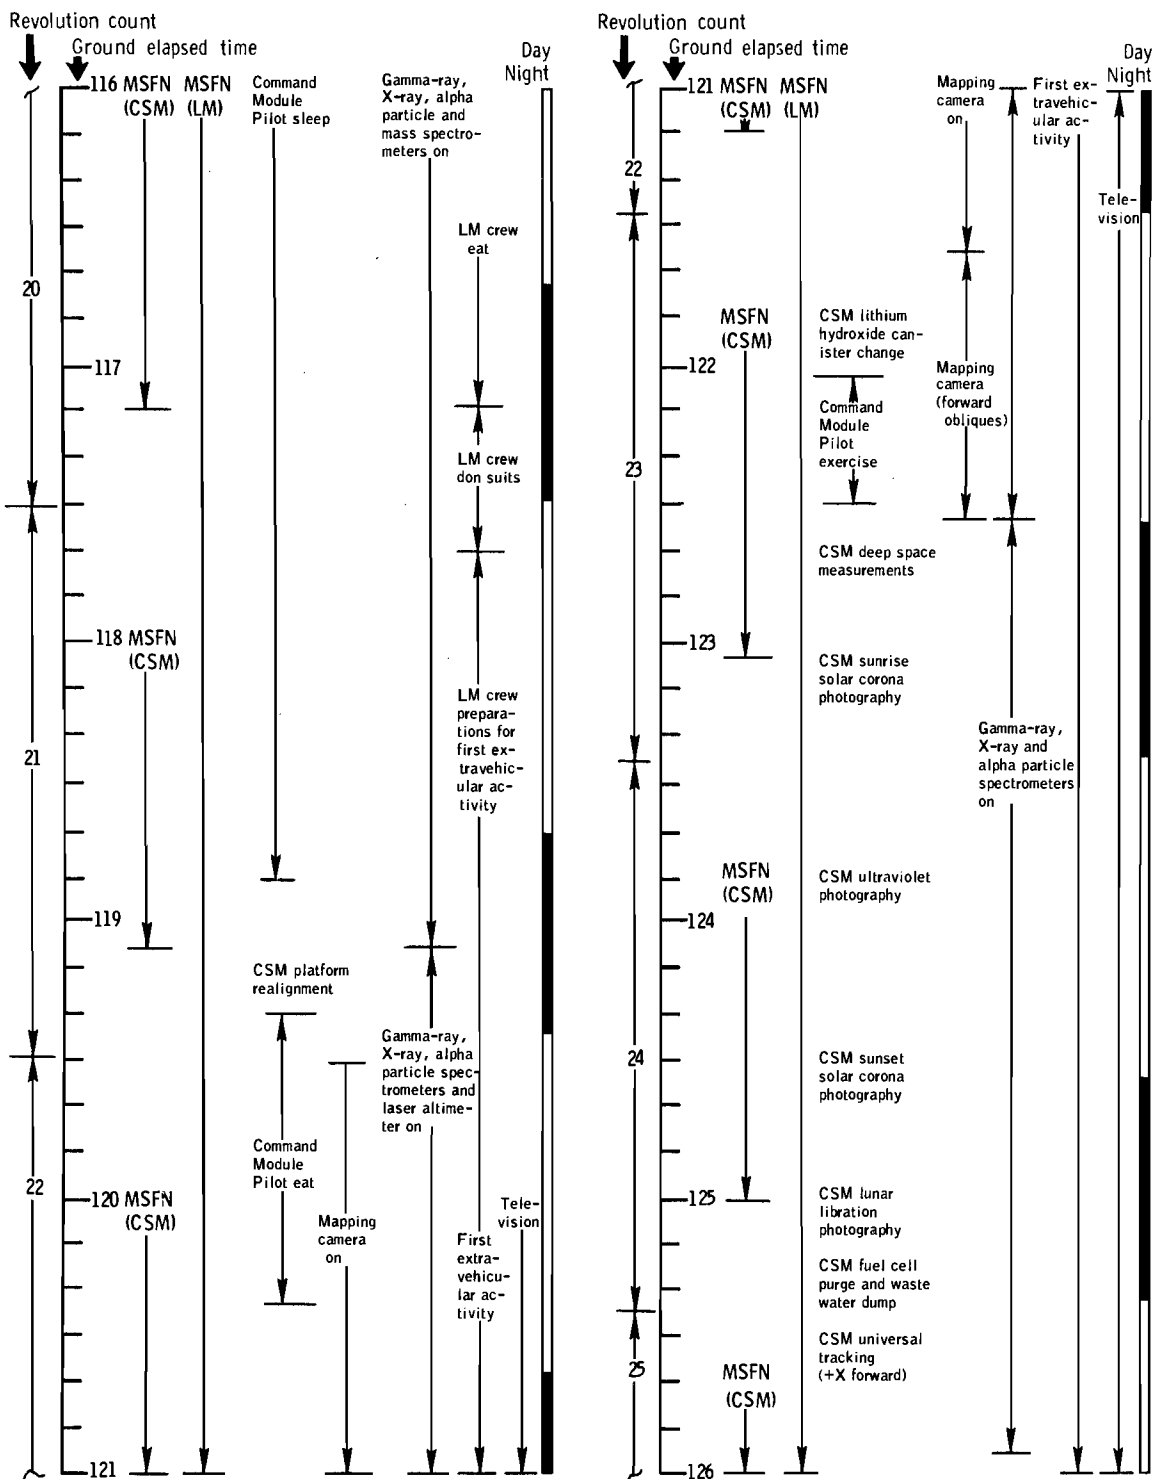 Revolution count
Ground elapsed time
Day
Night
116 MSFN
(CSM)
MSFN
(LM)
Command
Module
Pilot sleep
Gamma-ray,
X-ray, alpha
particle and
mass spectro-
meters on
LM crew
eat
20
117
LM crew
don suits
118 MSFN
(CSM)
LM crew
prepara-
tions for
first ex-
travehic-
ular ac-
tivity
21
119
CSM platform
realignment
Gamma-ray,
X-ray, alpha
particle spec-
trometers and
laser altime-
ter on
Command
Module
Pilot eat
22
120 MSFN
(CSM)
Mapping
camera
on
First
extra-
vehicu-
lar ac-
tivity
Tele-
vision
121
Revolution count
Ground elapsed time
Day
Night
121 MSFN
(CSM)
MSFN
(LM)
Mapping
camera
on
First ex-
travehic-
ular ac-
tivity
22
Tele-
vision
MSFN
(CSM)
CSM lithium
hydroxide can-
ister change
122
Mapping
camera
(forward
obliques)
Command
Module
Pilot
exercise
23
CSM deep space
measurements
123
CSM sunrise
solar corona
photography
Gamma-ray,
X-ray and
alpha particle
spectrometers
on
MSFN
(CSM)
CSM ultraviolet
photography
124
24
CSM sunset
solar corona
photography
125
CSM lunar
libration
photography
CSM fuel cell
purge and waste
water dump
25
MSFN
(CSM)
CSM universal
tracking
(+X forward)
126